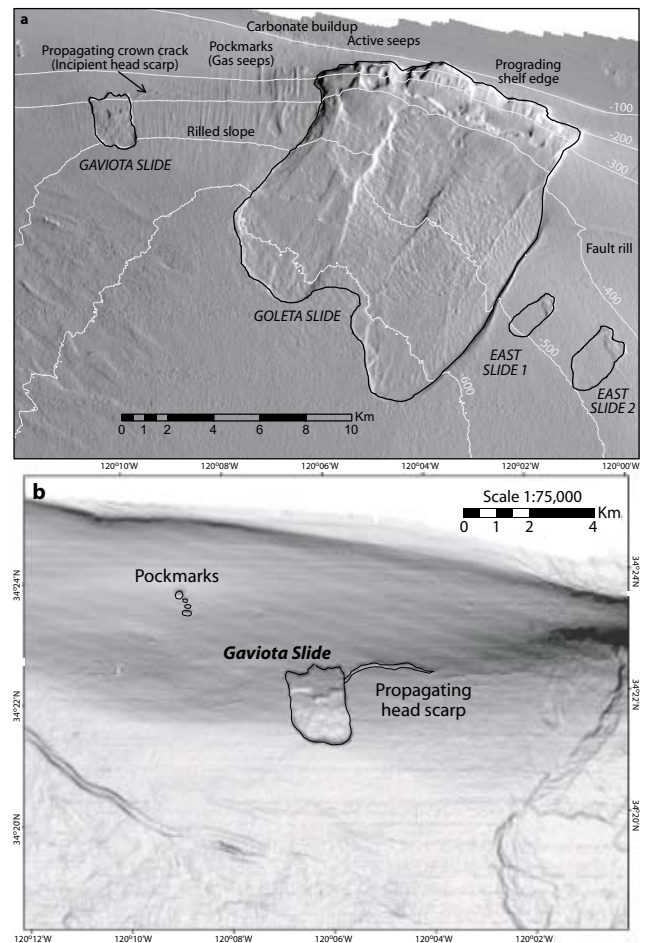 a
Carbonate buildup
Active seeps
Pockmarks
(Gas seeps)
Propagating crown crack
(Incipient head scarp)
Prograding
shelf edge
-100
-200
-300
Rilled slope
GAVIOTA SLIDE
Fault rill
-400
GOLETA SLIDE
-500
EAST
SLIDE 1
-600
EAST
SLIDE 2
Km
0 1 2 4 6 8 10
120°10'W 120°08'W 120°06'W 120°04'W 120°02'W 120°00'W
b
Scale 1:75,000
Km
0 1 2 4
34°24'N
34°24'N
Pockmarks
Gaviota Slide
Propagating
head scarp
34°22'N
34°22'N
34°20'N
34°20'N
120°12'W 120°10'W 120°08'W 120°06'W 120°04'W 120°02'W